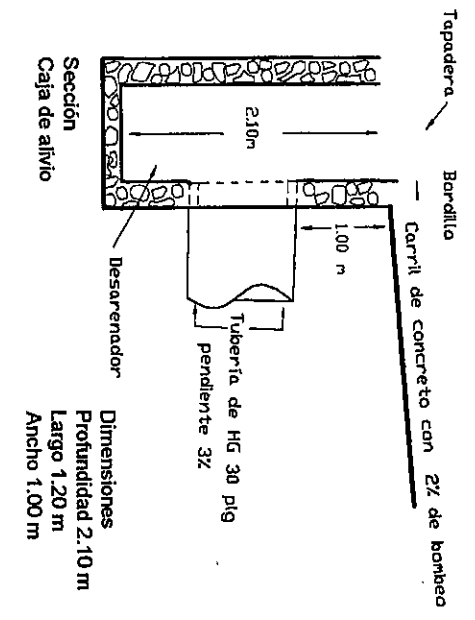 Tapadera
Bordillo
Carril de concreto con 2% de bombeo
2.10m
1.00 m
Tubería de HG 30 plg
pendiente 3%
Desarenador
Sección
Caja de alivio
Dimensiones
Profundidad 2.10 m
Largo 1.20 m
Ancho 1.00 m